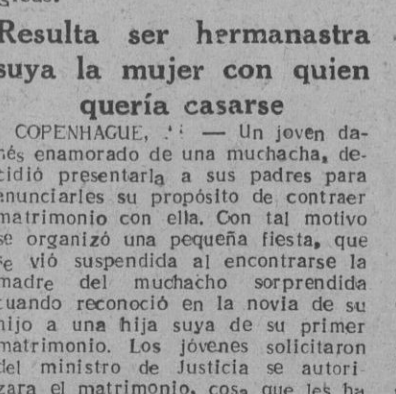 Resulta ser hermanastra
suya la mujer con quien
quería casarse
COPENHAGUE, — Un joven da-
nés enamorado de una muchacha, de-
cidió presentarla a sus padres para
enunciarles su propósito de contraer
matrimonio con ella. Con tal motivo
se organizó una pequeña fiesta, que
se vió suspendida al encontrarse la
madre del muchacho sorprendida
cuando reconoció en la novia de su
hijo a una hija suya de su primer
matrimonio. Los jóvenes solicitaron
del ministro de Justicia se autori
zara el matrimonio, cosa que les ha